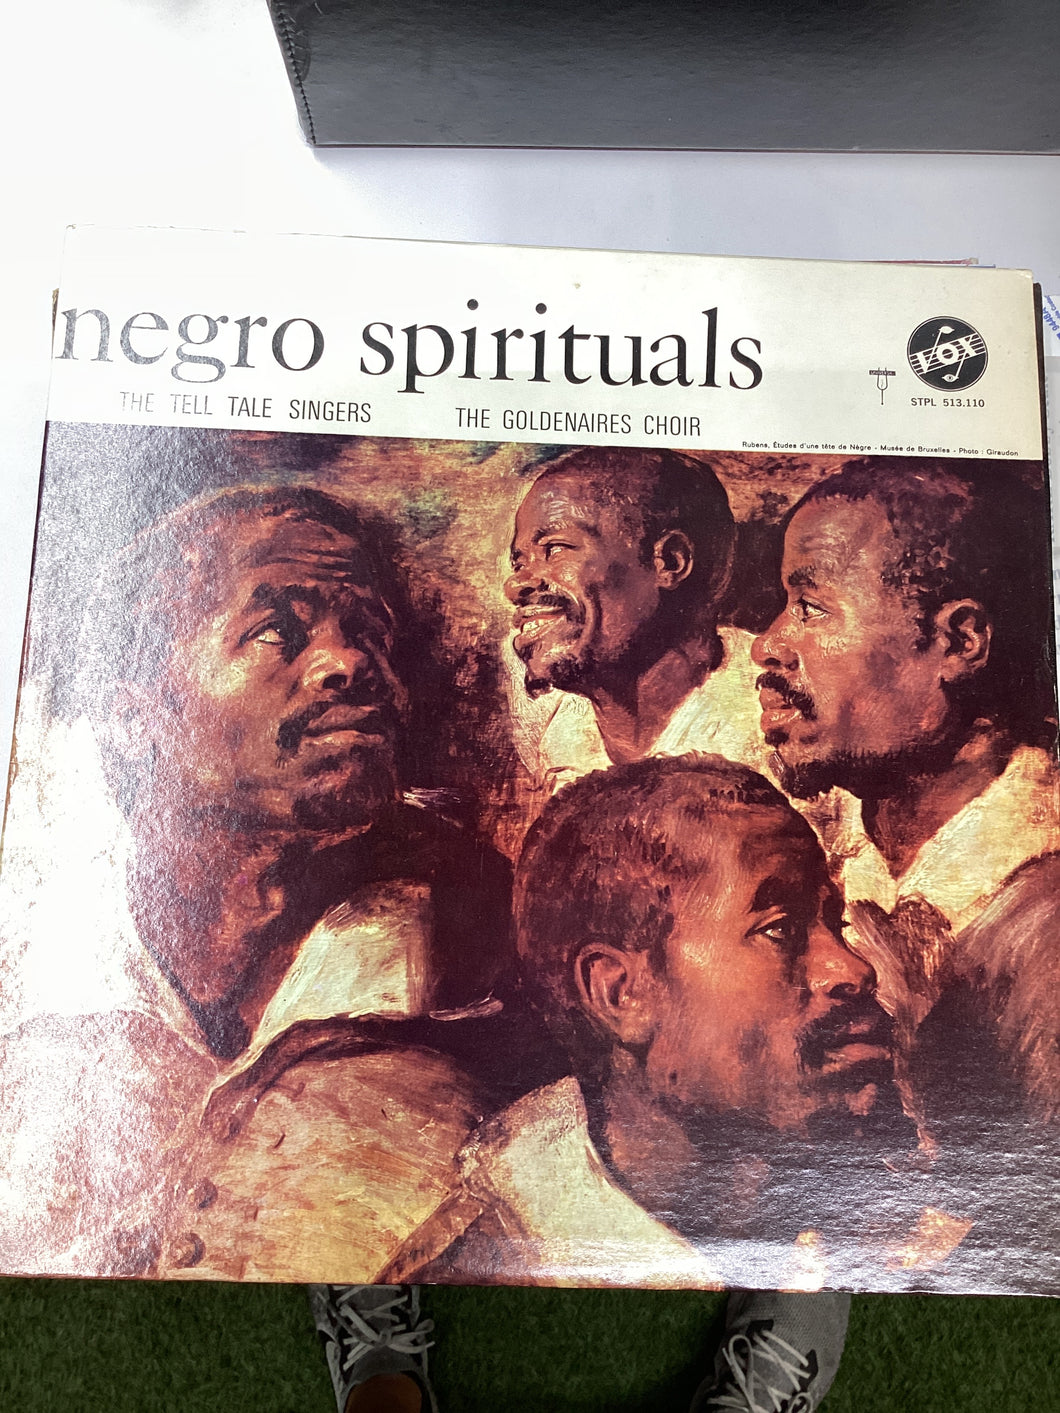 negro spirituals
THE TELL TALE SINGERS
THE GOLDENAIRES CHOIR
VOX
STPL 513.110
Rubens, Études d'une tête de Nègre - Musée de Bruxelles - Photo : Giraudon